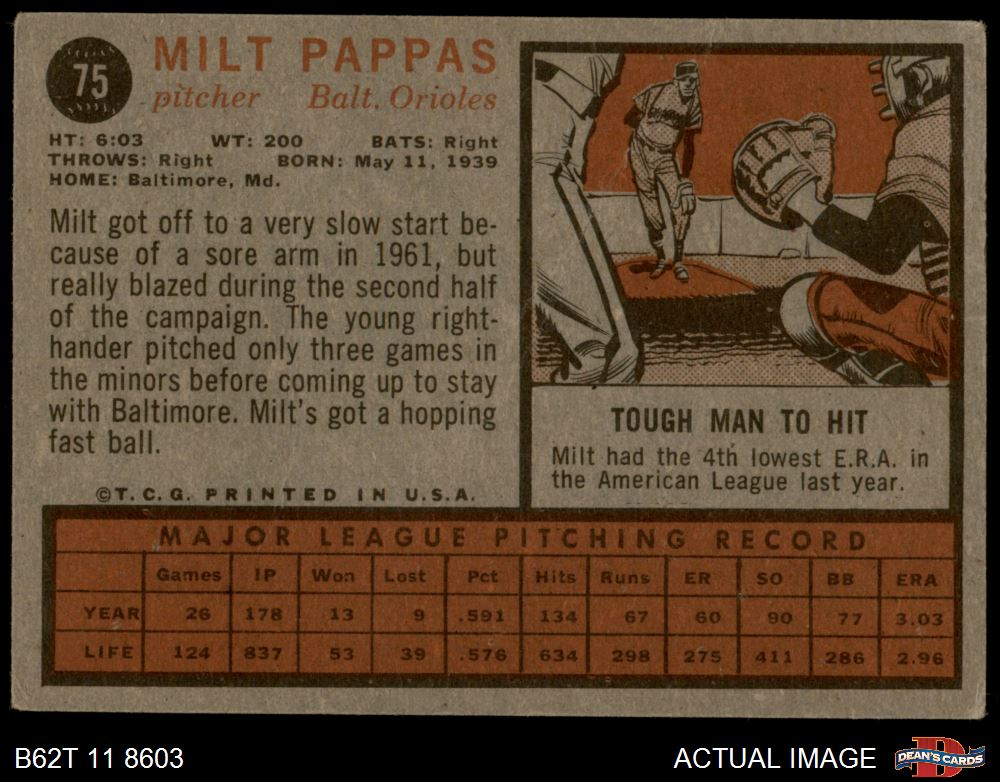 75
MILT PAPPAS
pitcher Balt. Orioles
HT: 6:03 WT: 200 BATS: Right
THROWS: Right BORN: May 11, 1939
HOME: Baltimore, Md.
Milt got off to a very slow start be-
cause of a sore arm in 1961, but
really blazed during the second half
of the campaign. The young right-
hander pitched only three games in
the minors before coming up to stay
with Baltimore. Milt's got a hopping
fast ball.
©T.C.G. PRINTED IN U.S.A.
TOUGH MAN TO HIT
Milt had the 4th lowest E.R.A. in
the American League last year.
MAJOR LEAGUE PITCHING RECORD
Games IP Won Lost Pct Hits Runs ER SO BB ERA
YEAR 26 178 13 9 .591 134 67 60 90 77 3.03
LIFE 124 837 53 39 .576 634 298 275 411 286 2.96
B62T 11 8603 ACTUAL IMAGE
D
DEAN'S CARDS